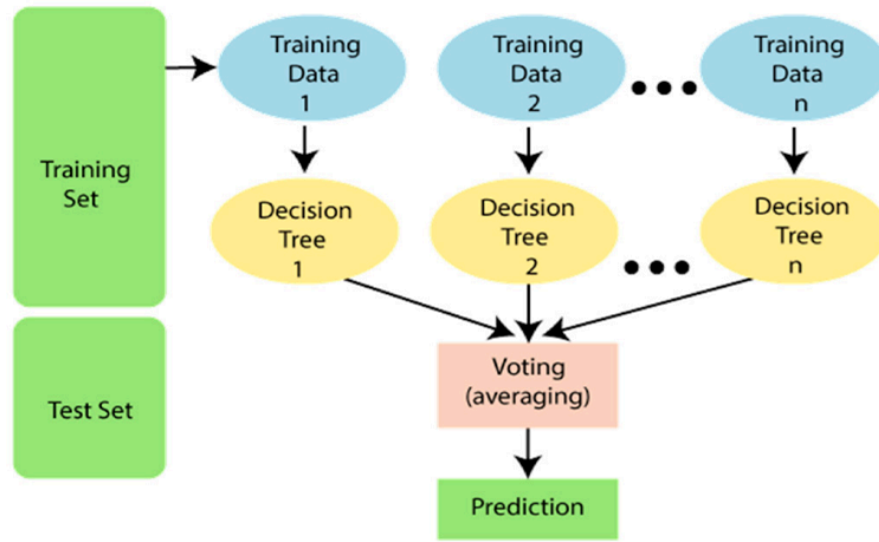 Training
Set
Test Set
Training
Data
1
Training
Data
2
Training
Data
n
Decision
Tree
1
Decision
Tree
2
Decision
Tree
n
Voting
(averaging)
Prediction